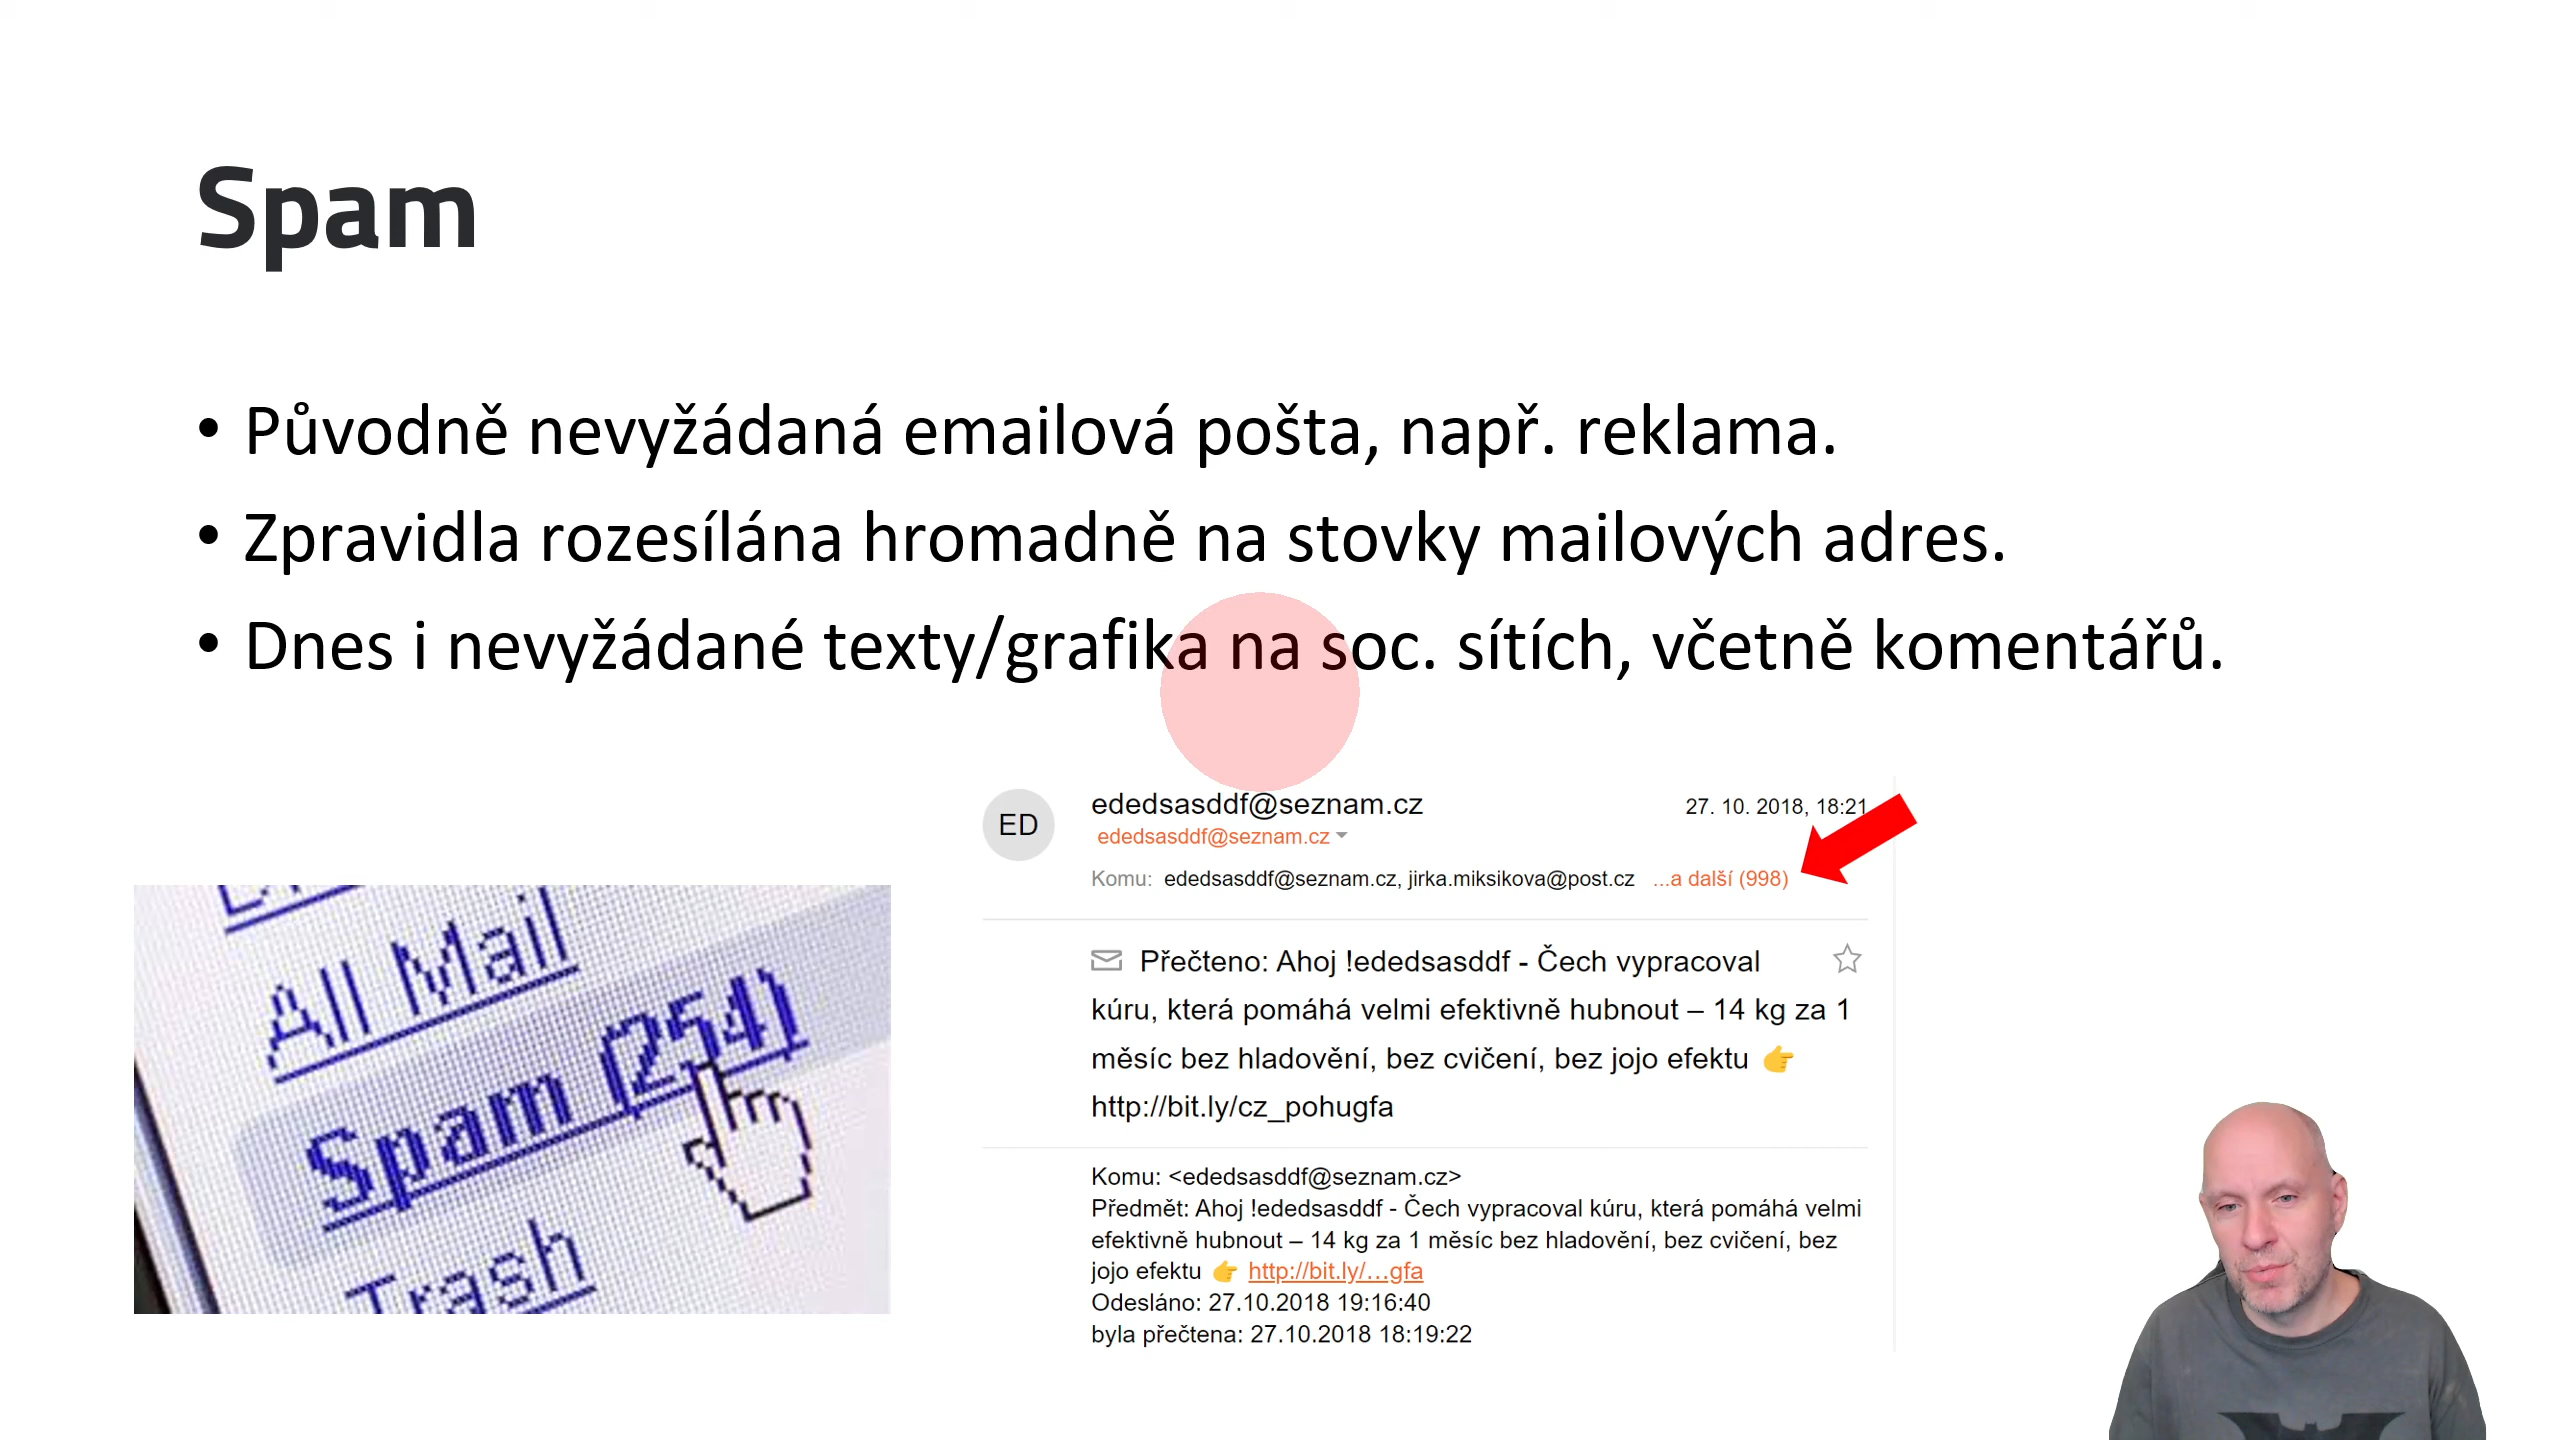 Spam
• Původně nevyžádaná emailová pošta, např. reklama.
• Zpravidla rozesílána hromadně na stovky mailových adres.
• Dnes i nevyžádané texty/grafika na soc. sítích, včetně komentářů.
All Mail
Spam (254)
Trash
ED
ededsasddf@seznam.cz
27. 10. 2018, 18:21
ededsasddf@seznam.cz
Komu: ededsasddf@seznam.cz, jirka.miksikova@post.cz ...a další (998)
Přečteno: Ahoj !ededsasddf - Čech vypracoval
kúru, která pomáhá velmi efektivně hubnout – 14 kg za 1
měsíc bez hladovění, bez cvičení, bez jojo efektu 👉
http://bit.ly/cz_pohugfa
Komu: <ededsasddf@seznam.cz>
Předmět: Ahoj !ededsasddf - Čech vypracoval kúru, která pomáhá velmi
efektivně hubnout – 14 kg za 1 měsíc bez hladovění, bez cvičení, bez
jojo efektu 👉 http://bit.ly/...gfa
Odesláno: 27.10.2018 19:16:40
byla přečtena: 27.10.2018 18:19:22